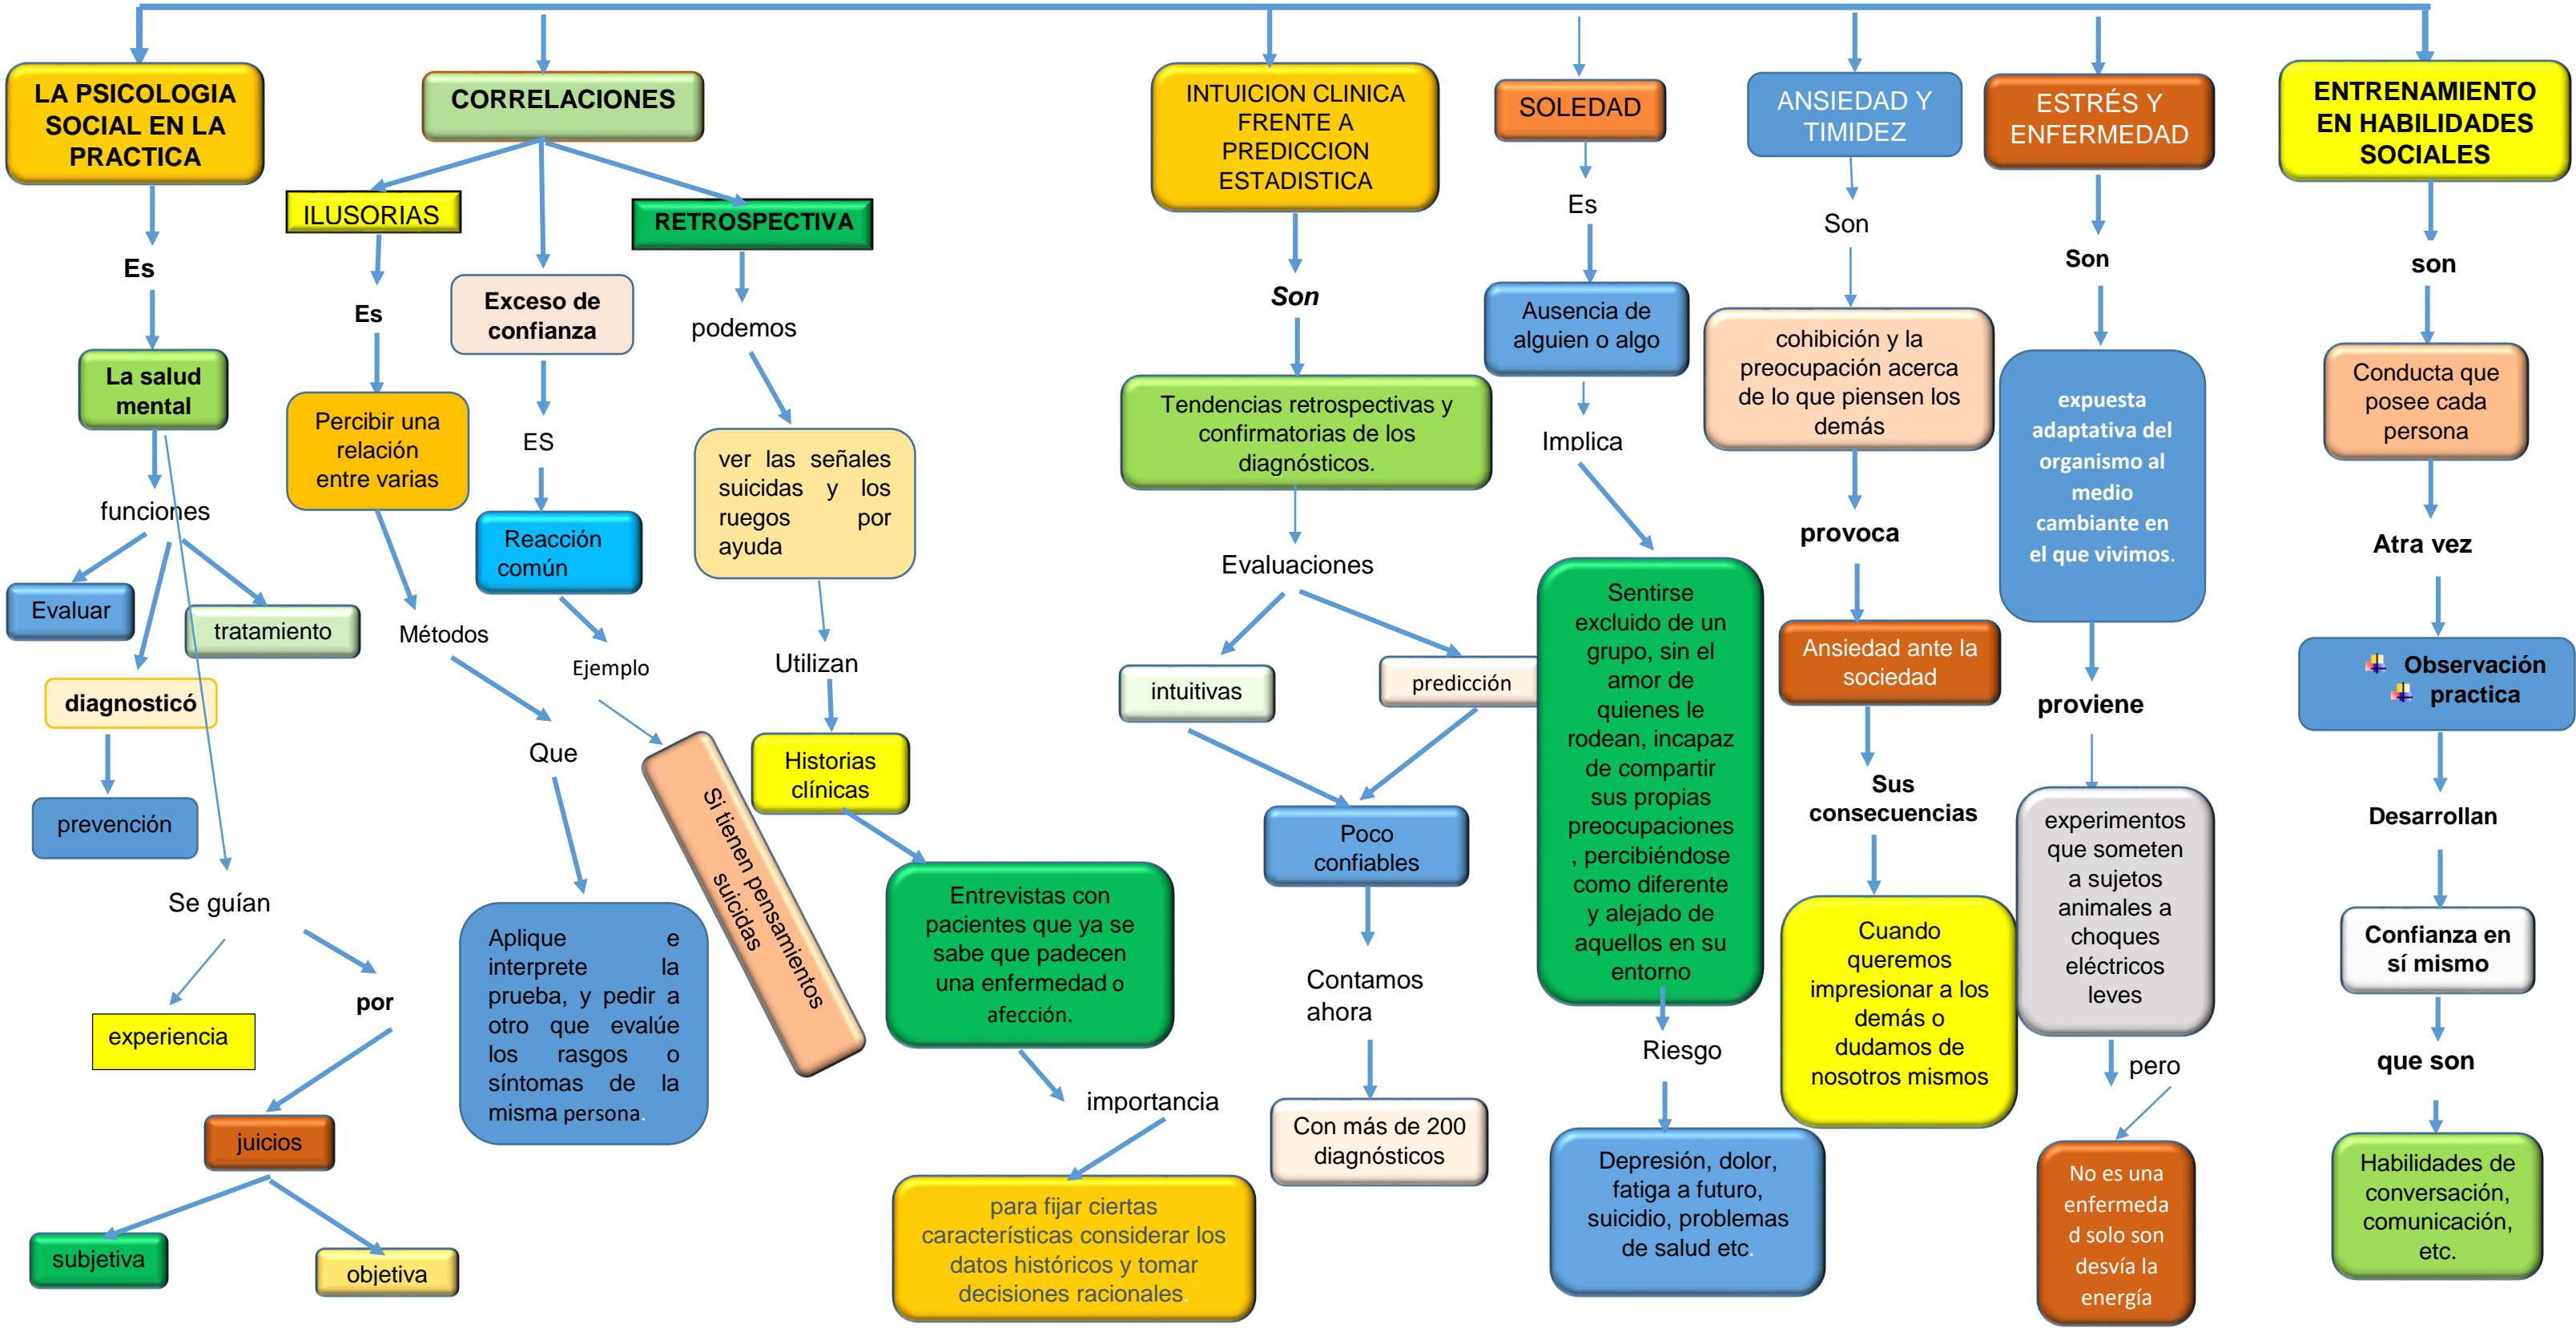 LA PSICOLOGIA
SOCIAL EN LA
PRACTICA
Es
La salud
mental
funciones
Evaluar
tratamiento
diagnosticó
prevención
Se guían
experiencia
por
juicios
subjetiva
objetiva
CORRELACIONES
ILUSORIAS
Es
Percibir una
relación
entre varias
Métodos
Que
Aplique e
interprete la
prueba, y pedir a
otro que evalúe
los rasgos o
síntomas de la
misma persona.
Exceso de
confianza
ES
Reacción
común
Ejemplo
Si tienen pensamientos
suicidas
RETROSPECTIVA
podemos
ver las señales
suicidas y los
ruegos por
ayuda.
Utilizan
Historias
clínicas
Entrevistas con
pacientes que ya se
sabe que padecen
una enfermedad o
afección.
importancia
para fijar ciertas
características considerar los
datos históricos y tomar
decisiones racionales.
INTUICION CLINICA
FRENTE A
PREDICCION
ESTADISTICA
Son
Tendencias retrospectivas y
confirmatorias de los
diagnósticos.
Evaluaciones
intuitivas
predicción
Poco
confiables
Contamos
ahora
Con más de 200
diagnósticos
SOLEDAD
Es
Ausencia de
alguien o algo
Implica
Sentirse
excluido de un
grupo, sin el
amor de
quienes le
rodean, incapaz
de compartir
sus propias
preocupaciones
, percibiéndose
como diferente
y alejado de
aquellos en su
entorno
Riesgo
Depresión, dolor,
fatiga a futuro,
suicidio, problemas
de salud etc.
ANSIEDAD Y
TIMIDEZ
Son
cohibición y la
preocupación acerca
de lo que piensen los
demás
provoca
Ansiedad ante la
sociedad
Sus
consecuencias
Cuando
queremos
impresionar a los
demás o
dudamos de
nosotros mismos
ESTRÉS Y
ENFERMEDAD
Son
expuesta
adaptativa del
organismo al
medio
cambiante en
el que vivimos.
proviene
experimentos
que someten
a sujetos
animales a
choques
eléctricos
leves
pero
No es una
enfermeda
d solo son
desvía la
energía
ENTRENAMIENTO
EN HABILIDADES
SOCIALES
son
Conducta que
posee cada
persona
Atra vez
Observación
practica
Desarrollan
Confianza en
sí mismo
que son
Habilidades de
conversación,
comunicación,
etc.